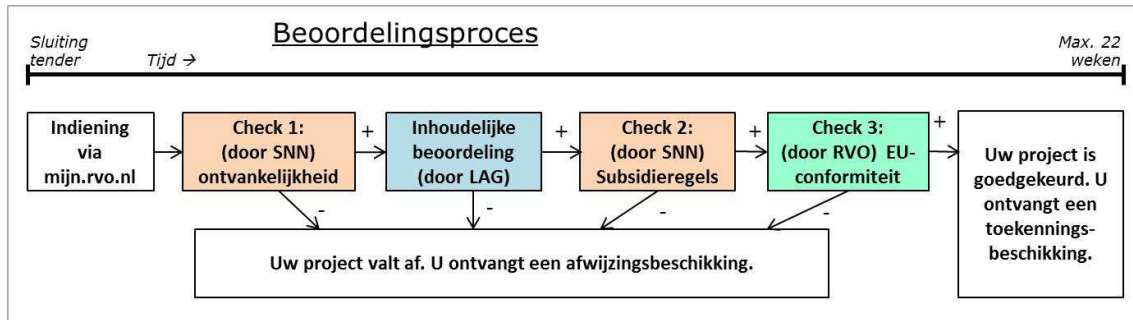 Beoordelingsproces
Sluiting
tender
Tijd →
Max. 22
weken
Indiening
via
mijn.rvo.nl
Check 1:
(door SNN)
ontvankelijkheid
+
Inhoudelijke
beoordeling
(door LAG)
+
Check 2:
(door SNN)
Subsidieregels
+
Check 3:
(door RVO) EU-
conformiteit
+
Uw project is
goedgekeurd. U
ontvangt een
toekennings-
beschikking.
-
-
-
-
Uw project valt af. U ontvangt een afwijzingsbeschikking.